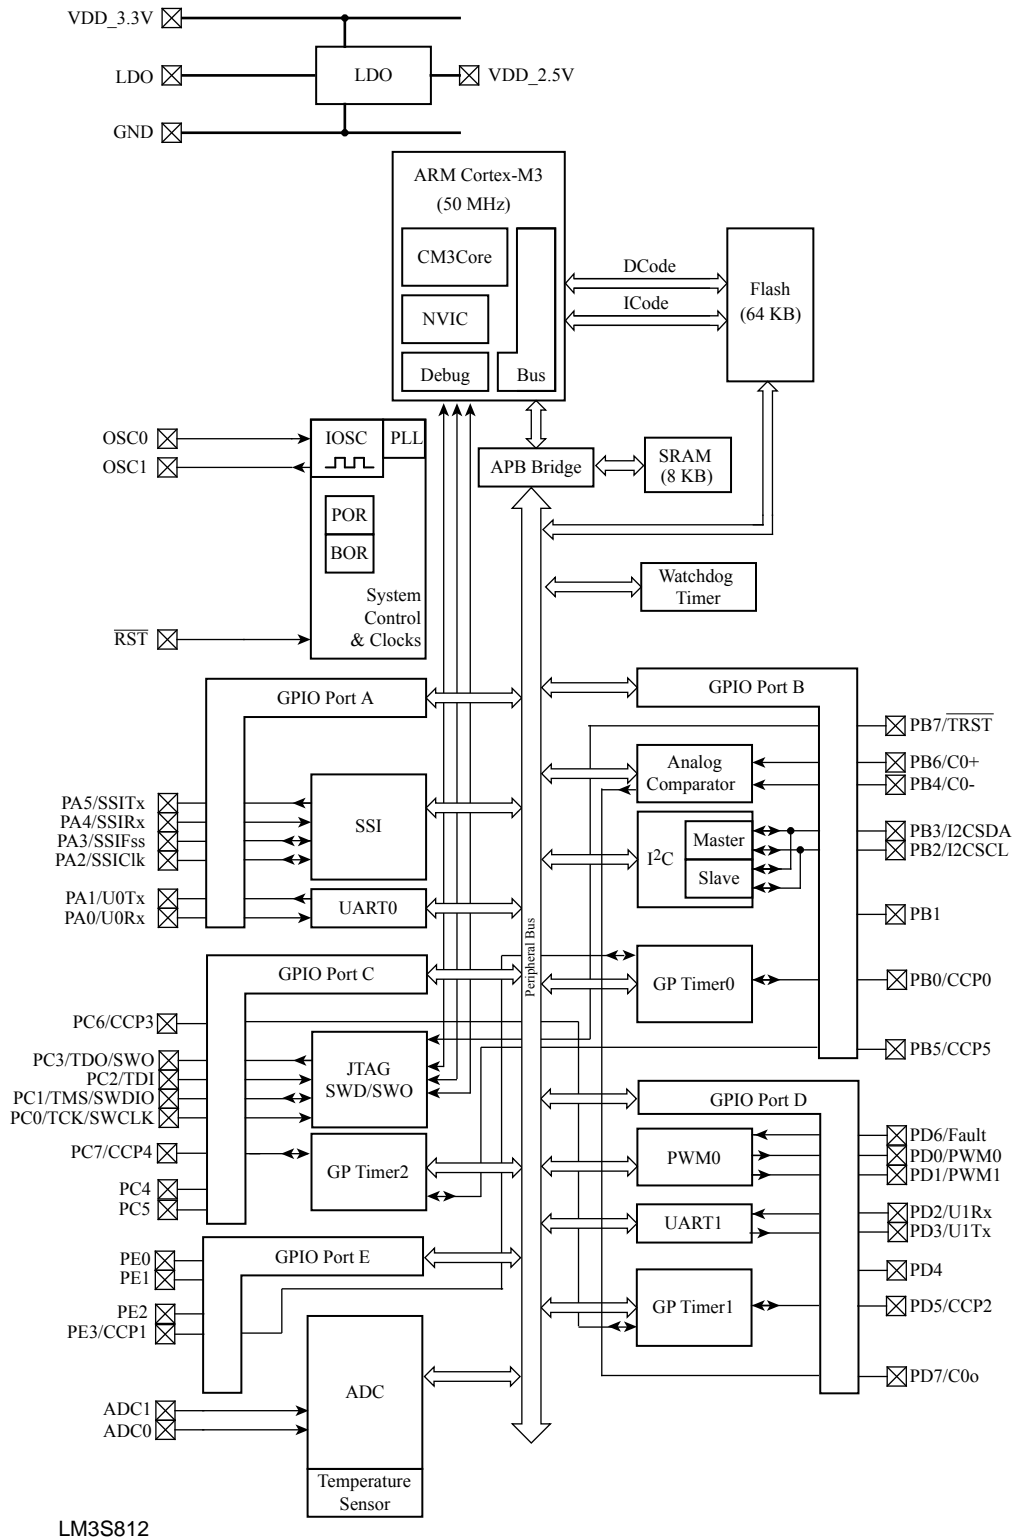 VDD_3.3V
LDO
LDO
VDD_2.5V
GND
ARM Cortex-M3
(50 MHz)
CM3Core
NVIC
Debug
Bus
DCode
ICode
Flash
(64 KB)
OSC0
OSC1
IOSC
PLL
POR
BOR
System
Control
& Clocks
RST
APB Bridge
SRAM
(8 KB)
Watchdog
Timer
GPIO Port A
PA5/SSITx
PA4/SSIRx
PA3/SSIFss
PA2/SSIClk
SSI
PA1/U0Tx
PA0/U0Rx
UART0
GPIO Port B
PB7/TRST
Analog
Comparator
PB6/C0+
PB4/C0-
I2C
Master
Slave
PB3/I2CSDA
PB2/I2CSCL
PB1
GP Timer0
PB0/CCP0
PB5/CCP5
Peripheral Bus
GPIO Port C
PC6/CCP3
PC3/TDO/SWO
PC2/TDI
PC1/TMS/SWDIO
PC0/TCK/SWCLK
JTAG
SWD/SWO
PC7/CCP4
GP Timer2
PC4
PC5
GPIO Port D
PWM0
PD6/Fault
PD0/PWM0
PD1/PWM1
UART1
PD2/U1Rx
PD3/U1Tx
PD4
GP Timer1
PD5/CCP2
PD7/C0o
GPIO Port E
PE0
PE1
PE2
PE3/CCP1
ADC
ADC1
ADC0
Temperature
Sensor
LM3S812